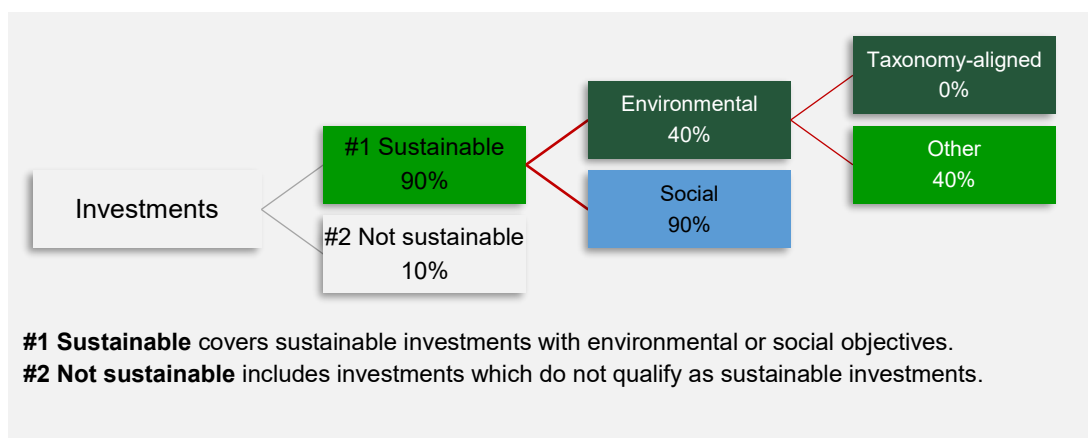 Investments
#1 Sustainable
90%
#2 Not sustainable
10%
Environmental
40%
Social
90%
Taxonomy-aligned
0%
Other
40%
#1 Sustainable covers sustainable investments with environmental or social objectives.
#2 Not sustainable includes investments which do not qualify as sustainable investments.